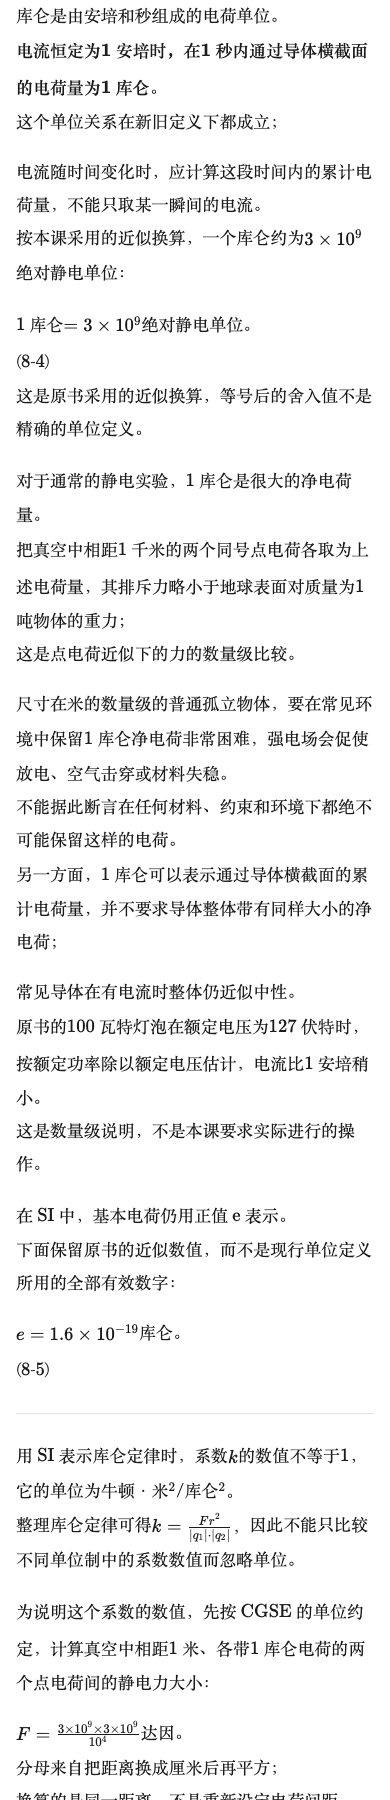 库仑是由安培和秒组成的电荷单位。
电流恒定为1 安培时，在1 秒内通过导体横截面
的电荷量为1 库仑。
这个单位关系在新旧定义下都成立；
电流随时间变化时，应计算这段时间内的累计电
荷量，不能只取某一瞬间的电流。
按本课采用的近似换算，一个库仑约为3 × 10⁹
绝对静电单位：
1 库仑= 3 × 10⁹绝对静电单位。
(8-4)
这是原书采用的近似换算，等号后的舍入值不是
精确的单位定义。
对于通常的静电实验，1 库仑是很大的净电荷
量。
把真空中相距1 千米的两个同号点电荷各取为上
述电荷量，其排斥力略小于地球表面对质量为1
吨物体的重力；
这是点电荷近似下的力的数量级比较。
尺寸在米的数量级的普通孤立物体，要在常见环
境中保留1 库仑净电荷非常困难，强电场会促使
放电、空气击穿或材料失稳。
不能据此断言在任何材料、约束和环境下都绝不
可能保留这样的电荷。
另一方面，1 库仑可以表示通过导体横截面的累
计电荷量，并不要求导体整体带有同样大小的净
电荷；
常见导体在有电流时整体仍近似中性。
原书的100 瓦特灯泡在额定电压为127 伏特时，
按额定功率除以额定电压估计，电流比1 安培稍
小。
这是数量级说明，不是本课要求实际进行的操
作。
在 SI 中，基本电荷仍用正值 e 表示。
下面保留原书的近似数值，而不是现行单位定义
所用的全部有效数字：
e = 1.6 × 10⁻¹⁹库仑。
(8-5)
用 SI 表示库仑定律时，系数k的数值不等于1，
它的单位为牛顿 · 米²/库仑²。
整理库仑定律可得k = Fr²/|q₁|·|q₂|，因此不能只比较
不同单位制中的系数数值而忽略单位。
为说明这个系数的数值，先按 CGSE 的单位约
定，计算真空中相距1 米、各带1 库仑电荷的两
个点电荷间的静电力大小：
F = 3×10⁹×3×10⁹/10⁴ 达因。
分母来自把距离换成厘米后再平方；